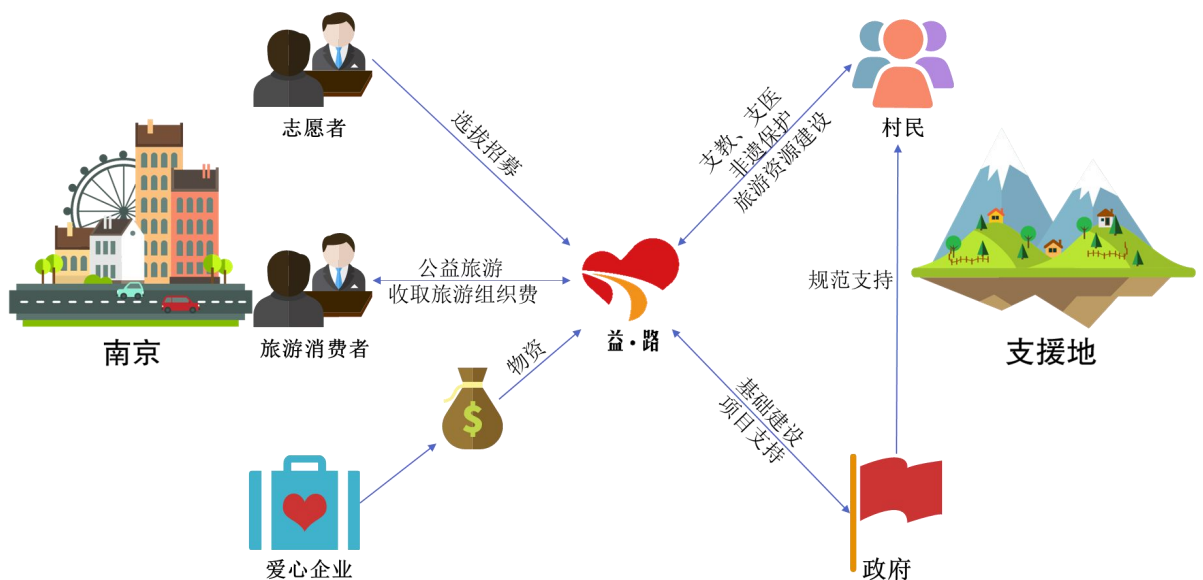 志愿者
选拔招募
支教、支医
非遗保护
旅游资源建设
村民
公益旅游
收取旅游组织费
规范支持
南京
旅游消费者
物资
益·路
支援地
$
基础建设
项目支持
爱心企业
政府